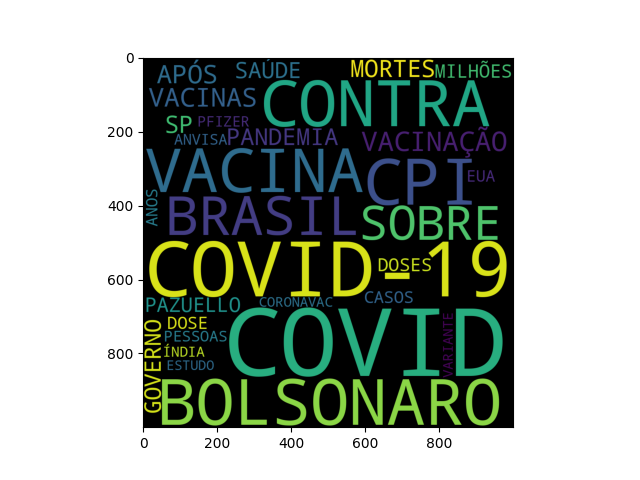 0
200
400
600
800
0 200 400 600 800
APÓS SAÚDE MORTES MILHÕES
VACINAS CONTRA
SP PFIZER
ANVISA PANDEMIA VACINAÇÃO
VACINA CPI EUA
ANOS BRASIL SOBRE
COVID-19 DOSES
PAZUELLO CORONAVAC CASOS
GOVERNO DOSE COVID VARIANTE
PESSOAS
ÍNDIA
ESTUDO
BOLSONARO